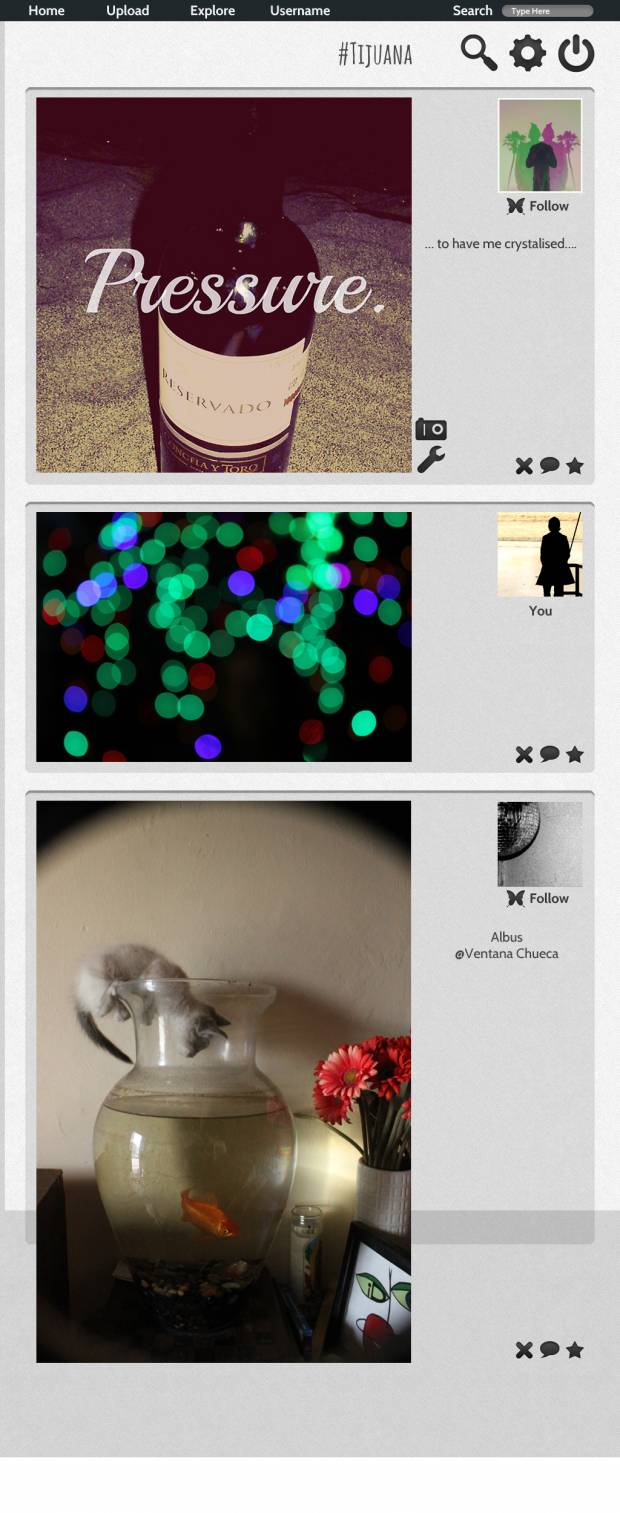 Home Upload Explore Username Search Type Here
#Tijuana
Pressure.
RESERVADO
CONCHA Y TORO
Follow
... to have me crystalised....
You
Follow
Albus
@Ventana Chueca